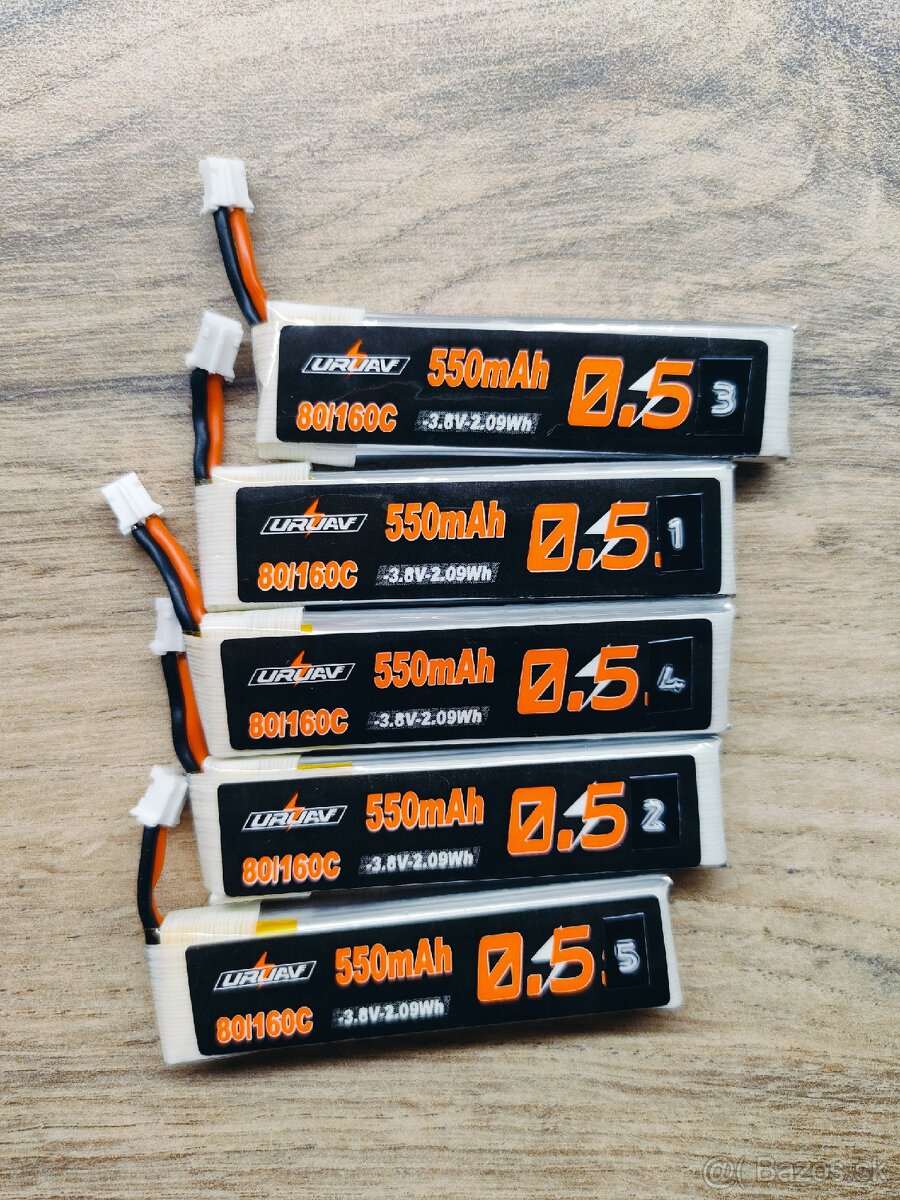 URUAV 550mAh 0.5 3
80/160C -3.8V-2.09Wh
URUAV 550mAh 0.5. 1
80/160C -3.8V-2.09Wh
URUAV 550mAh 0.5. 4
80/160C -3.8V-2.09Wh
URUAV 550mAh 0.5 2
80/160C -3.8V-2.09Wh
URUAV 550mAh 0.5 5
80/160C -3.8V-2.09Wh
@( Bazos.sk